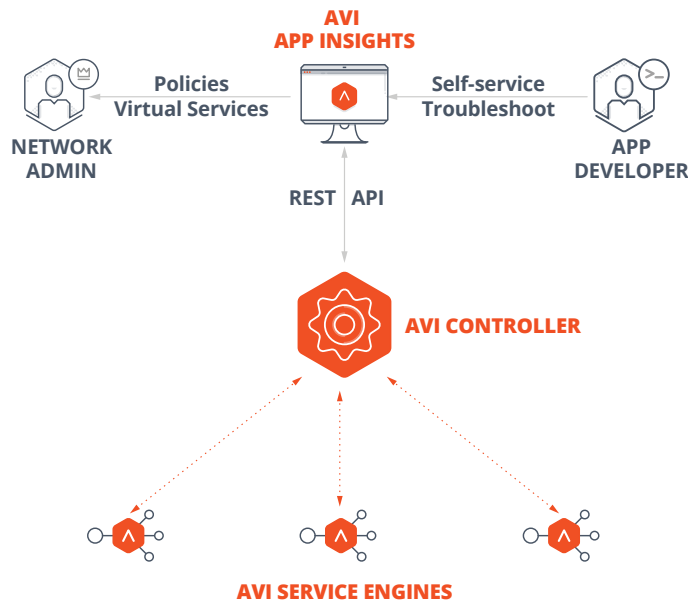 AVI
APP INSIGHTS
Policies
Virtual Services
Self-service
Troubleshoot
>_
NETWORK
ADMIN
APP
DEVELOPER
REST API
AVI CONTROLLER
AVI SERVICE ENGINES